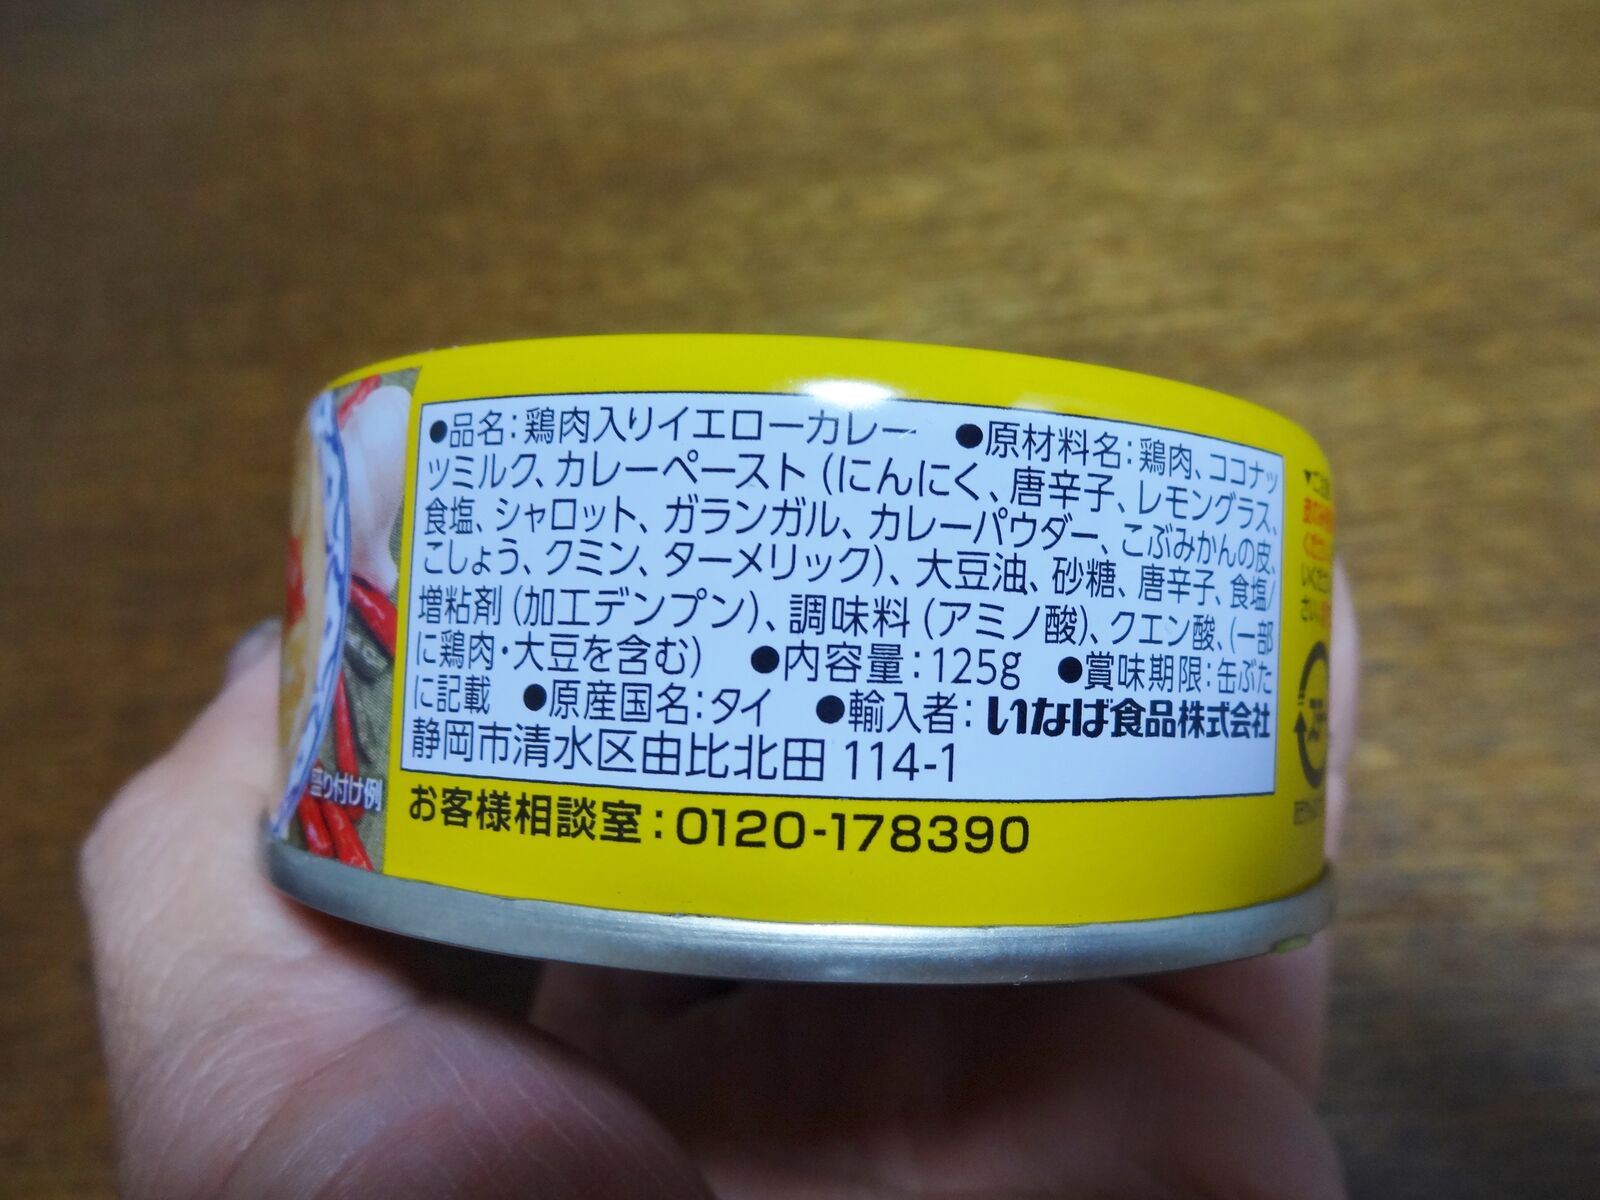 ●品名：鶏肉入りイエローカレー ●原材料名：鶏肉、ココナッ
ツミルク、カレーペースト（にんにく、唐辛子、レモングラス、
食塩、シャロット、ガランガル、カレーパウダー、こぶみかんの皮、
こしょう、クミン、ターメリック）、大豆油、砂糖、唐辛子、食塩/
増粘剤（加工デンプン）、調味料（アミノ酸）、クエン酸、（一部
に鶏肉・大豆を含む） ●内容量：125g ●賞味期限：缶ぶた
に記載 ●原産国名：タイ ●輸入者：いなば食品株式会社
静岡市清水区由比北田 114-1
お客様相談室：0120-178390
盛り付け例